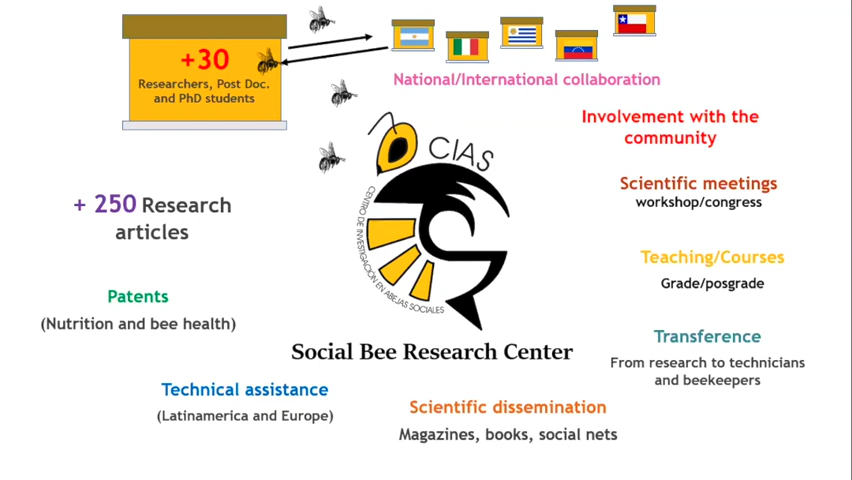 +30
Researchers, Post Doc.
and PhD students
National/International collaboration
Involvement with the
community
CIAS
CENTRO DE INVESTIGACIÓN EN ABEJAS SOCIALES
Scientific meetings
workshop/congress
+ 250 Research
articles
Teaching/Courses
Grade/posgrade
Patents
(Nutrition and bee health)
Transference
From research to technicians
and beekeepers
Social Bee Research Center
Technical assistance
(Latinamerica and Europe)
Scientific dissemination
Magazines, books, social nets